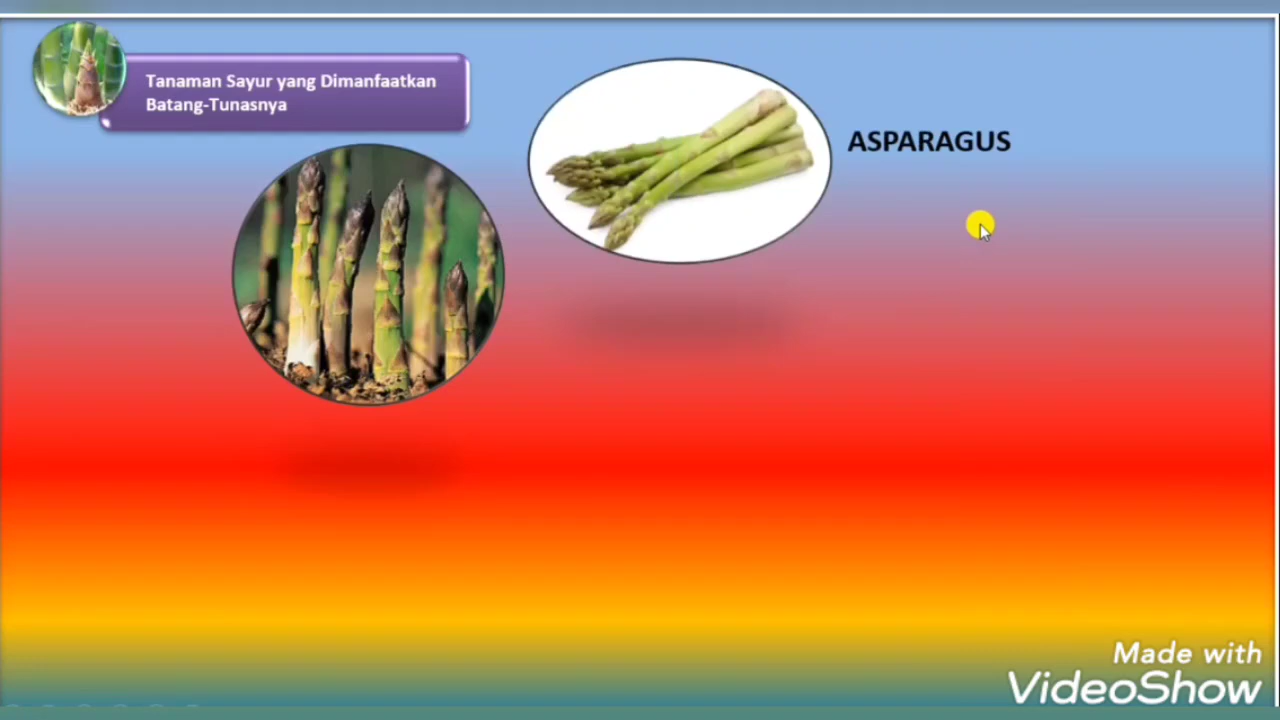 Tanaman Sayur yang Dimanfaatkan
Batang-Tunasnya
ASPARAGUS
Made with
VideoShow